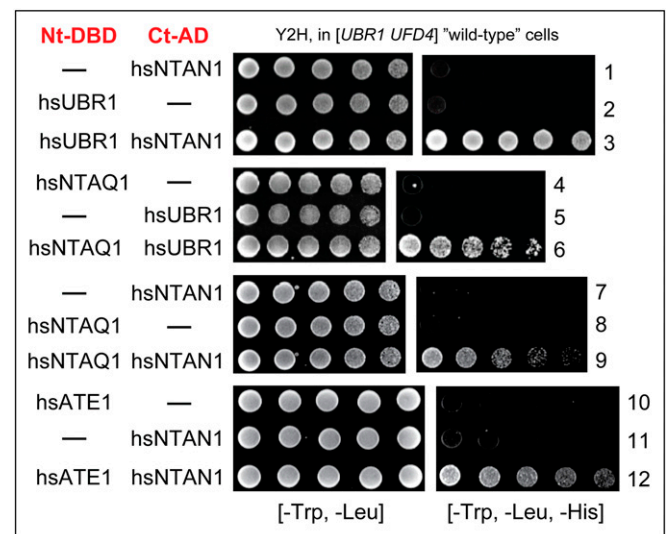 Nt-DBD Ct-AD Y2H, in [UBR1 UFD4] "wild-type" cells
— hsNTAN1 1
hsUBR1 — 2
hsUBR1 hsNTAN1 3
hsNTAQ1 — 4
— hsUBR1 5
hsNTAQ1 hsUBR1 6
— hsNTAN1 7
hsNTAQ1 — 8
hsNTAQ1 hsNTAN1 9
hsATE1 — 10
— hsNTAN1 11
hsATE1 hsNTAN1 12
[-Trp, -Leu] [-Trp, -Leu, -His]